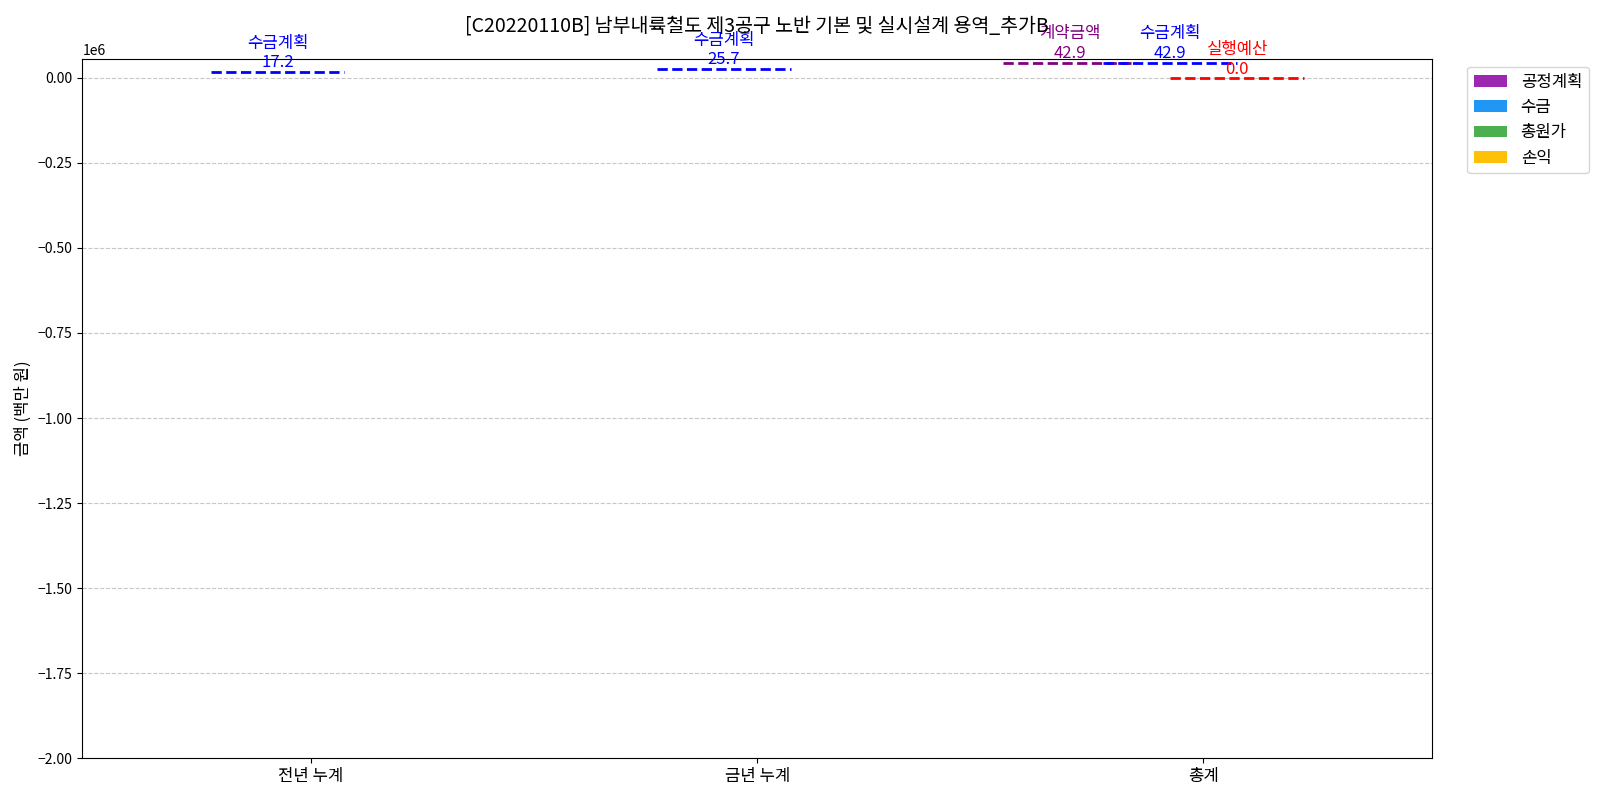 [C20220110B] 남부내륙철도 제3공구 노반 기본 및 실시설계 용역_추가B
1e6
수금계획
17.2
수금계획
25.7
계약금액
42.9
수금계획
42.9
실행예산
0.0
공정계획
수금
총원가
손익
0.00
−0.25
−0.50
−0.75
−1.00
−1.25
−1.50
−1.75
−2.00
금액 (백만 원)
전년 누계
금년 누계
총계